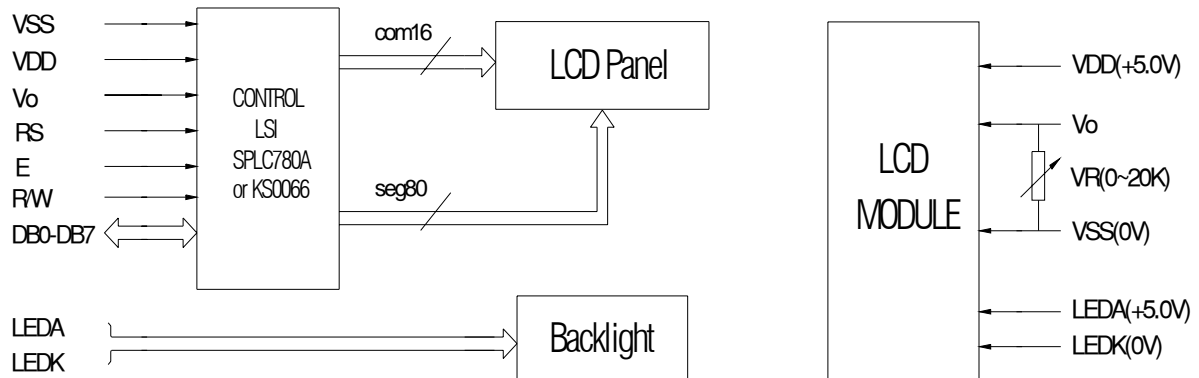 VSS
VDD
Vo
RS
E
R/W
DB0-DB7
CONTROL
LSI
SPLC780A
or KS0066
com16
LCD Panel
seg80
LEDA
LEDK
Backlight
LCD
MODULE
VDD(+5.0V)
Vo
VR(0~20K)
VSS(0V)
LEDA(+5.0V)
LEDK(0V)